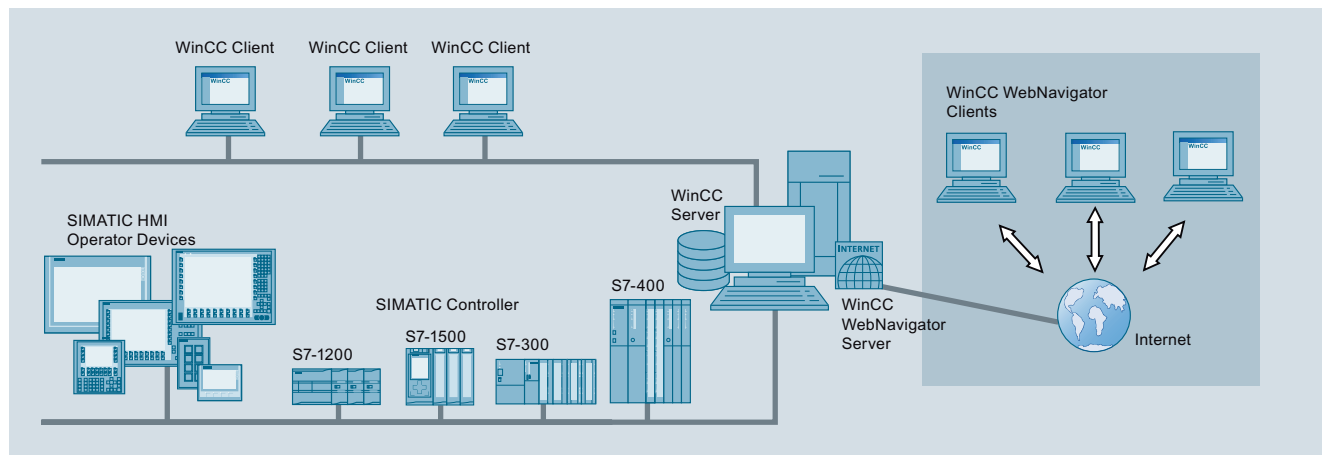 WinCC Client
WinCC Client
WinCC Client
WinCC
WinCC
WinCC
WinCC WebNavigator
Clients
WinCC
WinCC
WinCC
WinCC
Server
SIMATIC HMI
Operator Devices
INTERNET
S7-400
SIMATIC Controller
WinCC
WebNavigator
Server
Internet
S7-1200
S7-1500
S7-300